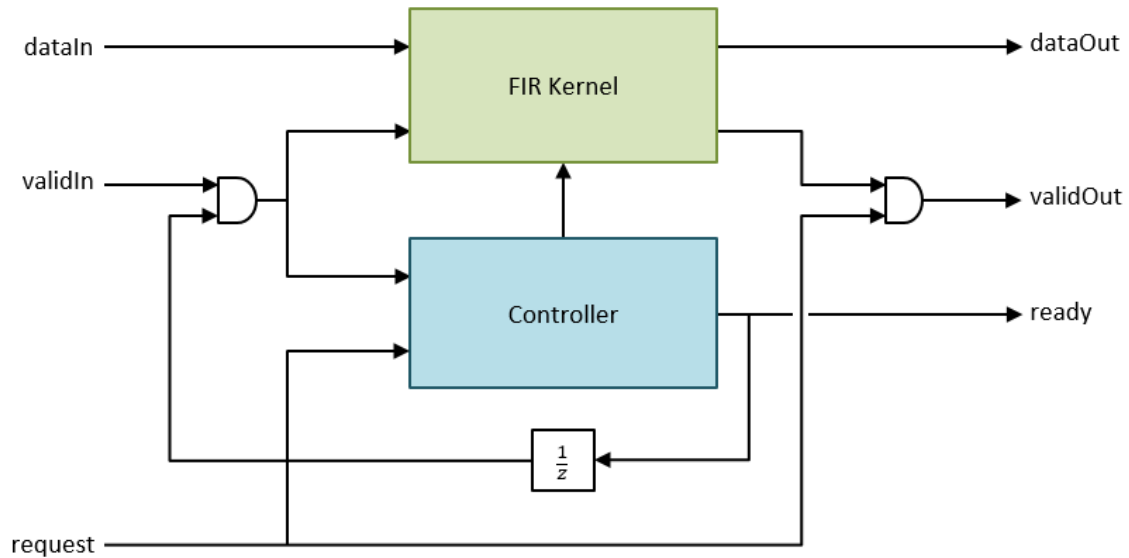 dataIn
FIR Kernel
dataOut
validIn
validOut
Controller
ready
1
z
request